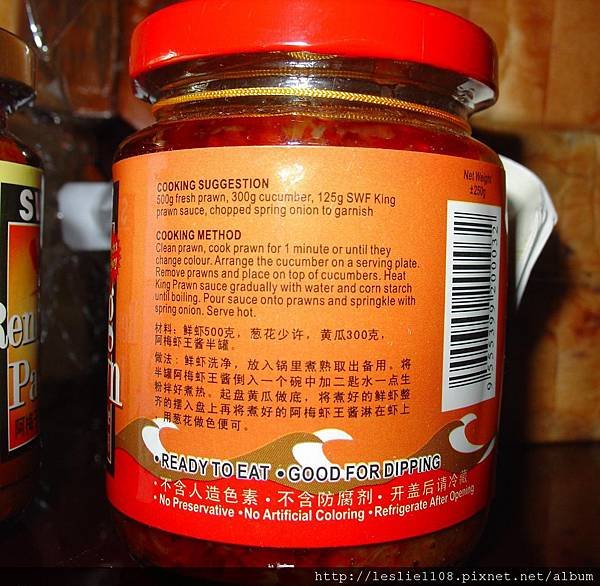 COOKING SUGGESTION
500g fresh prawn, 300g cucumber, 125g SWF King
prawn sauce, chopped spring onion to garnish
COOKING METHOD
Clean prawn, cook prawn for 1 minute or until they
change colour. Arrange the cucumber on a serving plate.
Remove prawns and place on top of cucumbers. Heat
King Prawn sauce gradually with water and corn starch
until boiling. Pour sauce onto prawns and springkle with
spring onion. Serve hot.
材料：鲜虾500克，葱花少许，黄瓜300克，
阿梅虾王酱半罐。
做法：鲜虾洗净，放入锅里煮熟取出备用。将
半罐阿梅虾王酱倒入一个碗中加二匙水一点生
粉拌好煮热。起盘黄瓜做底，将煮好的鲜虾整
齐的摆入盘上再将煮好的阿梅虾王酱淋在虾上
，用葱花做色便可。
Net Weight
±250g
9 555399 200032
• READY TO EAT • GOOD FOR DIPPING
• 不含人造色素 • 不含防腐剂 • 开盖后请冷藏
• No Preservative • No Artificial Coloring • Refrigerate After Opening
http://leslie1108.pixnet.net/album